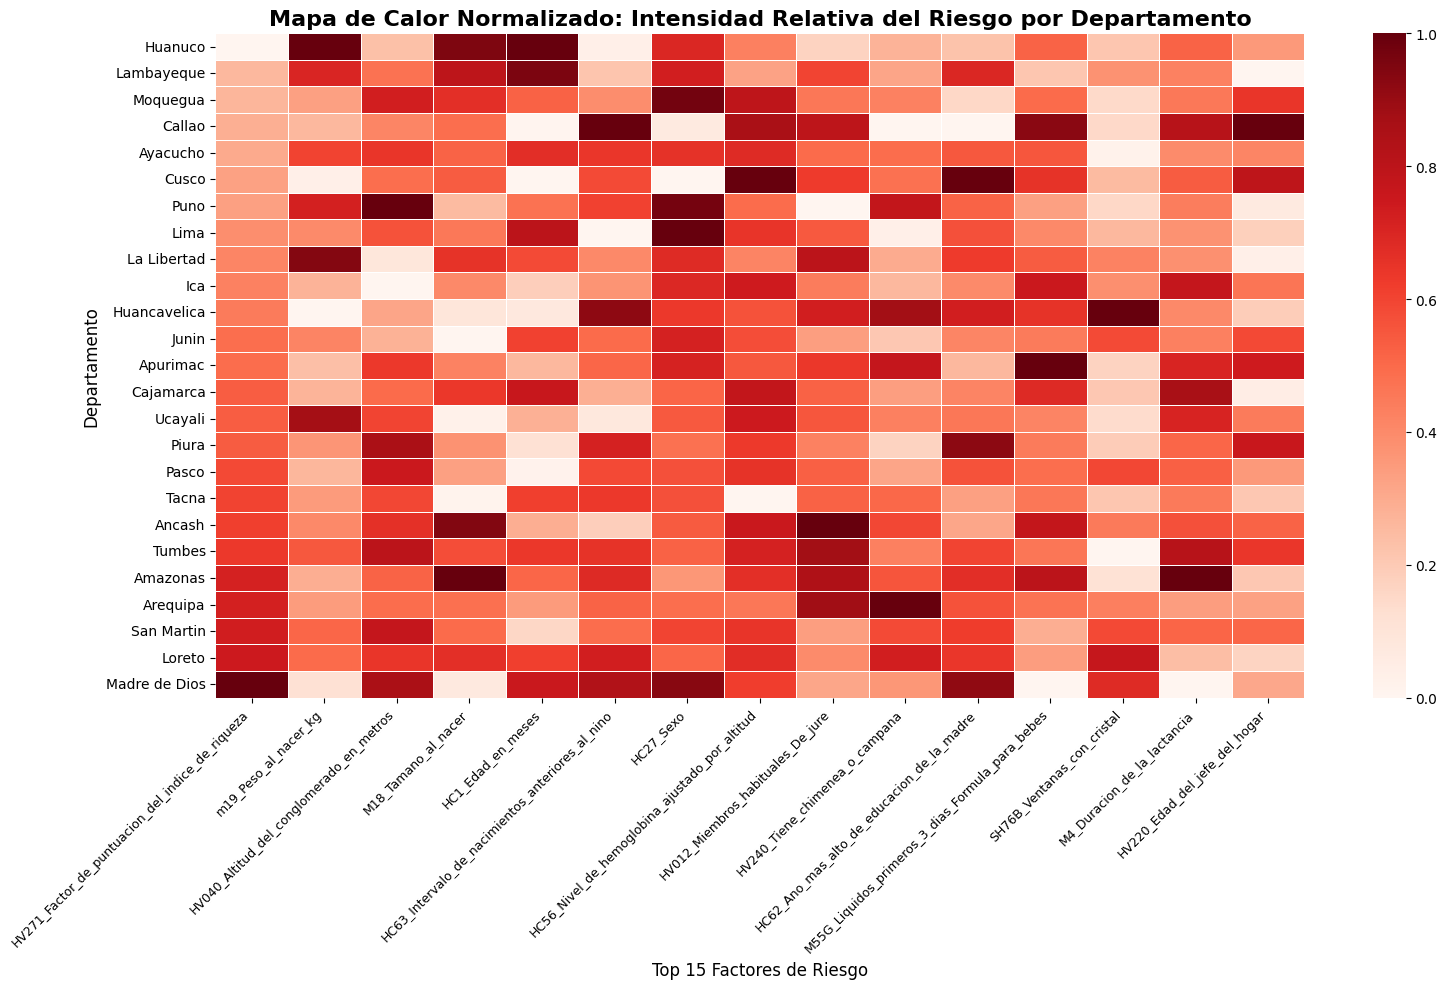 Mapa de Calor Normalizado: Intensidad Relativa del Riesgo por Departamento
Departamento
Huanuco
Lambayeque
Moquegua
Callao
Ayacucho
Cusco
Puno
Lima
La Libertad
Ica
Huancavelica
Junin
Apurimac
Cajamarca
Ucayali
Piura
Pasco
Tacna
Ancash
Tumbes
Amazonas
Arequipa
San Martin
Loreto
Madre de Dios
1.0
0.8
0.6
0.4
0.2
0.0
HV271_Factor_de_puntuacion_del_indice_de_riqueza
m19_Peso_al_nacer_kg
HV040_Altitud_del_conglomerado_en_metros
M18_Tamano_al_nacer
HC1_Edad_en_meses
HC63_Intervalo_de_nacimientos_anteriores_al_nino
HC27_Sexo
HC56_Nivel_de_hemoglobina_ajustado_por_altitud
HV012_Miembros_habituales_De_jure
HV240_Tiene_chimenea_o_campana
HC62_Ano_mas_alto_de_educacion_de_la_madre
M55G_Liquidos_primeros_3_dias_Formula_para_bebes
SH76B_Ventanas_con_cristal
M4_Duracion_de_la_lactancia
HV220_Edad_del_jefe_del_hogar
Top 15 Factores de Riesgo